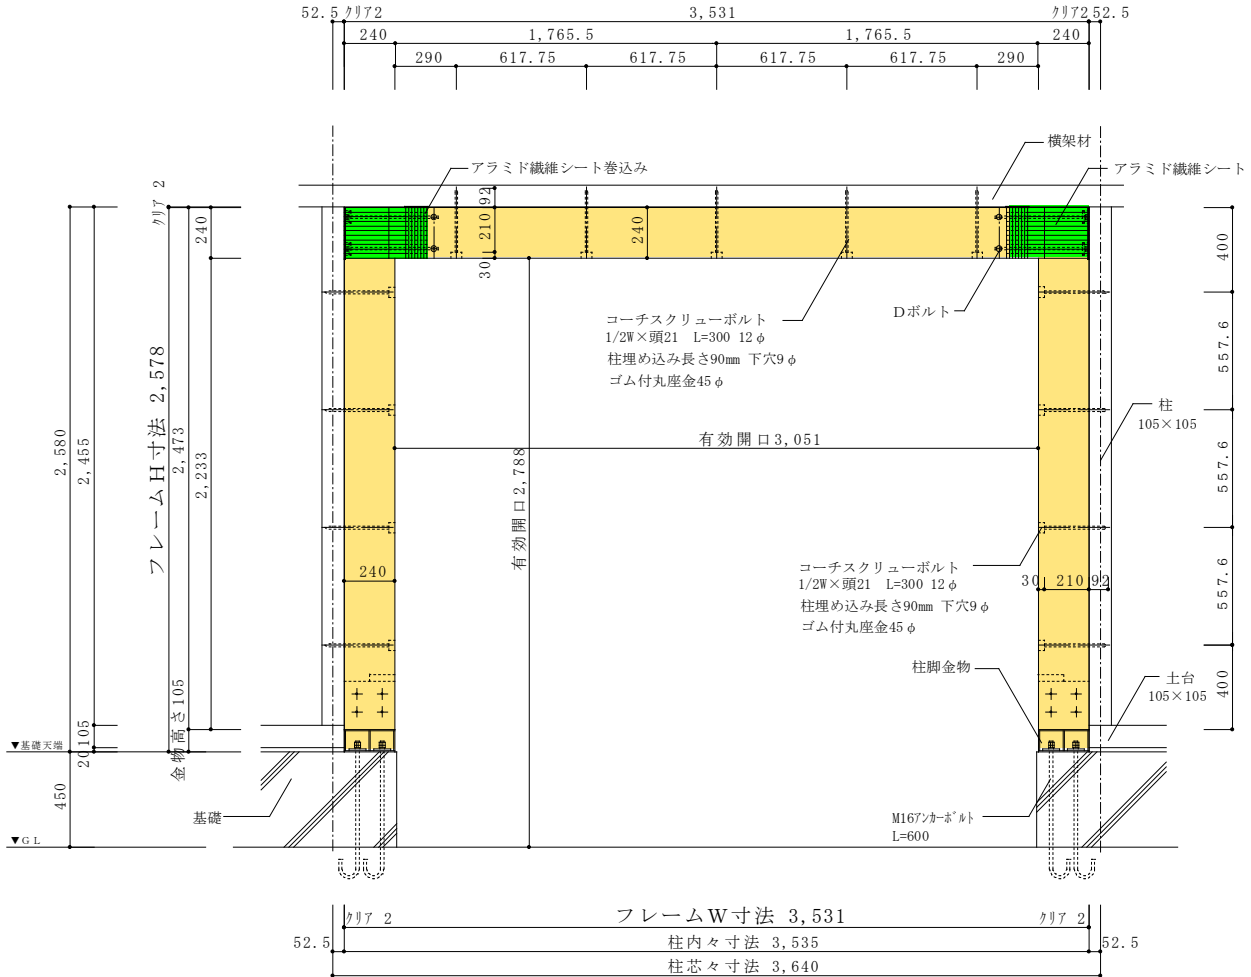 52.5 クリア2 3,531 クリア2 52.5
240 1,765.5 1,765.5 240
290 617.75 617.75 617.75 617.75 290
横架材
アラミド繊維シート巻込み
アラミド繊維シート
クリア 2
240
92
210
30
240
400
コーチスクリューボルト
1/2W×頭21 L=300 12φ
柱埋め込み長さ90mm 下穴9φ
ゴム付丸座金45φ
Dボルト
557.6
フレームH寸法 2,578
2,580
2,455
2,473
2,233
柱
105×105
有効開口3,051
557.6
有効開口2,788
コーチスクリューボルト
1/2W×頭21 L=300 12φ
柱埋め込み長さ90mm 下穴9φ
ゴム付丸座金45φ
240
30 210 92
557.6
柱脚金物
土台
105×105
400
金物高さ105
105
20
▼基礎天端
450
基礎
M16アンカーボルト
L=600
▼GL
クリア 2 フレームW寸法 3,531 クリア 2
52.5 柱内々寸法 3,535 52.5
柱芯々寸法 3,640